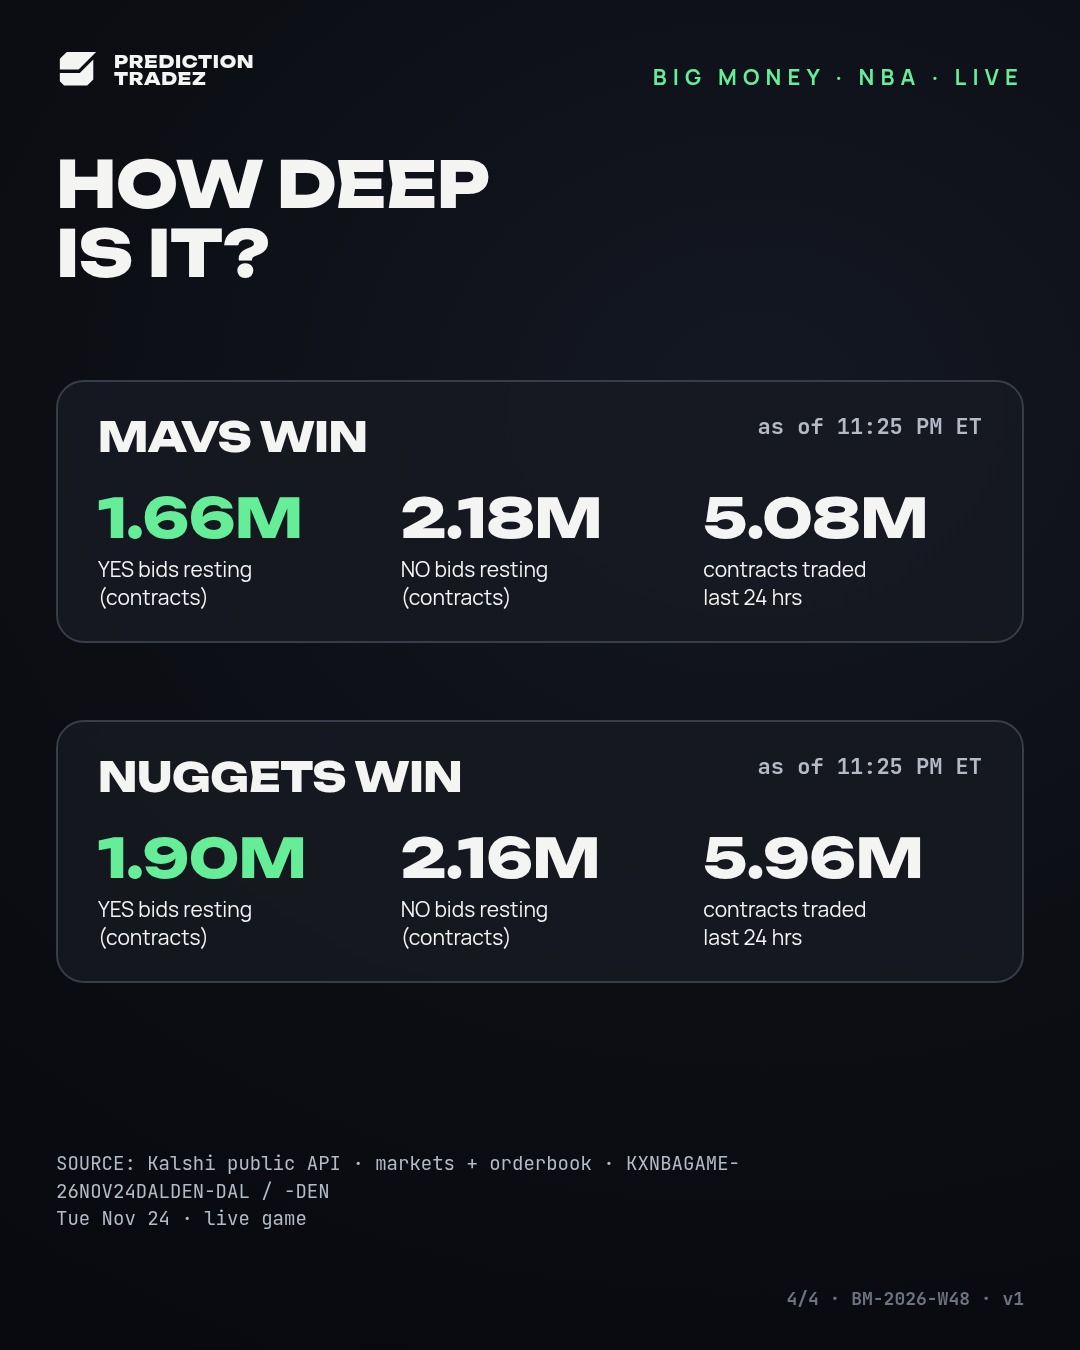 PREDICTION
TRADEZ
BIG MONEY · NBA · LIVE
HOW DEEP
IS IT?
MAVS WIN
as of 11:25 PM ET
1.66M
YES bids resting
(contracts)
2.18M
NO bids resting
(contracts)
5.08M
contracts traded
last 24 hrs
NUGGETS WIN
as of 11:25 PM ET
1.90M
YES bids resting
(contracts)
2.16M
NO bids resting
(contracts)
5.96M
contracts traded
last 24 hrs
SOURCE: Kalshi public API · markets + orderbook · KXNBAGAME-
26NOV24DALDEN-DAL / -DEN
Tue Nov 24 · live game
4/4 · BM-2026-W48 · v1